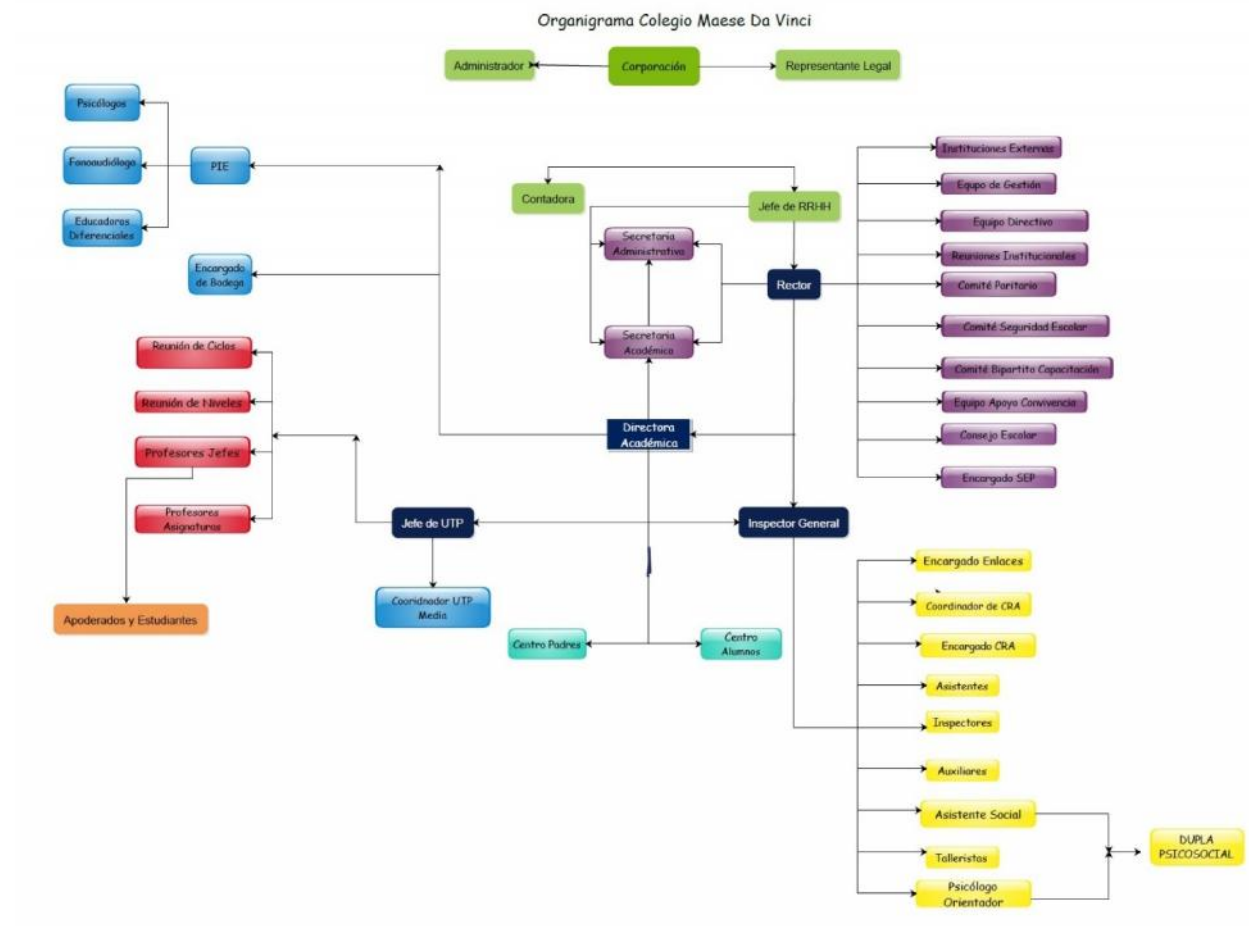 Organigrama Colegio Maese Da Vinci
Administrador
Corporación
Representante Legal
Psicólogos
Fonoaudiólogo
PIE
Educadoras
Diferenciales
Encargado
de Bodega
Contadora
Jefe de RRHH
Secretaria
Administrativa
Rector
Secretaria
Académica
Directora
Académica
Instituciones Externas
Equpo de Gestión
Equipo Directivo
Reuniones Institucionales
Comité Paritario
Comité Seguridad Escolar
Comité Bipartito Capacitación
Equipo Apoyo Convivencia
Consejo Escolar
Encargado SEP
Reunión de Ciclos
Reunión de Niveles
Profesores Jefes
Profesores
Asignaturas
Apoderados y Estudiantes
Jefe de UTP
Inspector General
Cooridnador UTP
Media
Centro Padres
Centro
Alumnos
Encargado Enlaces
Coordinador de CRA
Encargado CRA
Asistentes
Inspectores
Auxiliares
Asistente Social
Talleristas
Psicólogo
Orientador
DUPLA
PSICOSOCIAL